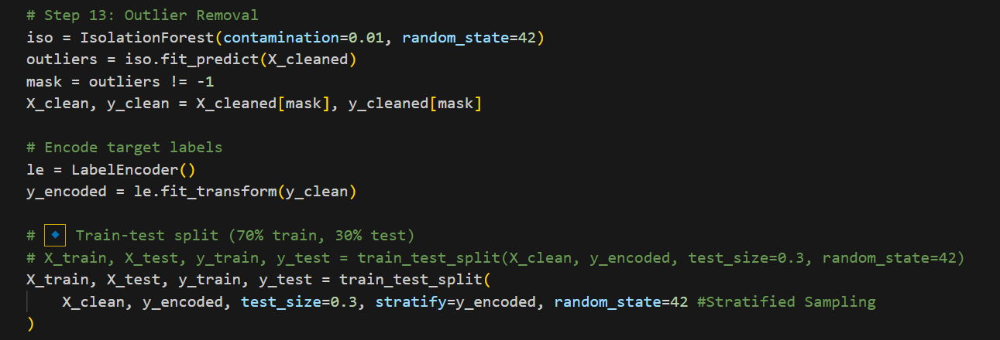 # Step 13: Outlier Removal
iso = IsolationForest(contamination=0.01, random_state=42)
outliers = iso.fit_predict(X_cleaned)
mask = outliers != -1
X_clean, y_clean = X_cleaned[mask], y_cleaned[mask]
# Encode target labels
le = LabelEncoder()
y_encoded = le.fit_transform(y_clean)
# 🔹 Train-test split (70% train, 30% test)
# X_train, X_test, y_train, y_test = train_test_split(X_clean, y_encoded, test_size=0.3, random_state=42)
X_train, X_test, y_train, y_test = train_test_split(
    X_clean, y_encoded, test_size=0.3, stratify=y_encoded, random_state=42 #Stratified Sampling
)